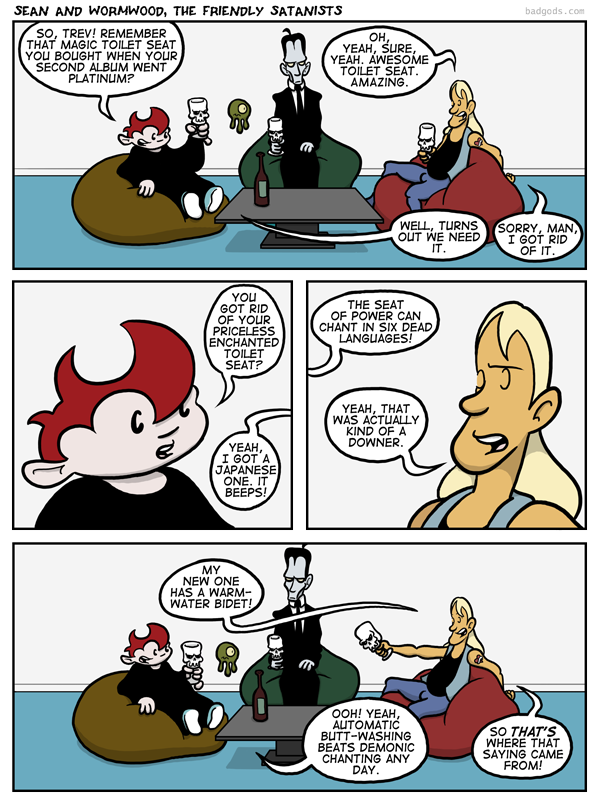 SEAN AND WORMWOOD, THE FRIENDLY SATANISTS
badgods.com
SO, TREV! REMEMBER
THAT MAGIC TOILET SEAT
YOU BOUGHT WHEN YOUR
SECOND ALBUM WENT
PLATINUM?
OH,
YEAH, SURE,
YEAH. AWESOME
TOILET SEAT.
AMAZING.
WELL, TURNS
OUT WE NEED
IT.
SORRY, MAN,
I GOT RID
OF IT.
YOU
GOT RID
OF YOUR
PRICELESS
ENCHANTED
TOILET
SEAT?
YEAH,
I GOT A
JAPANESE
ONE. IT
BEEPS!
THE SEAT
OF POWER CAN
CHANT IN SIX DEAD
LANGUAGES!
YEAH, THAT
WAS ACTUALLY
KIND OF A
DOWNER.
MY
NEW ONE
HAS A WARM-
WATER BIDET!
OOH! YEAH,
AUTOMATIC
BUTT-WASHING
BEATS DEMONIC
CHANTING ANY
DAY.
SO THAT'S
WHERE THAT
SAYING CAME
FROM!